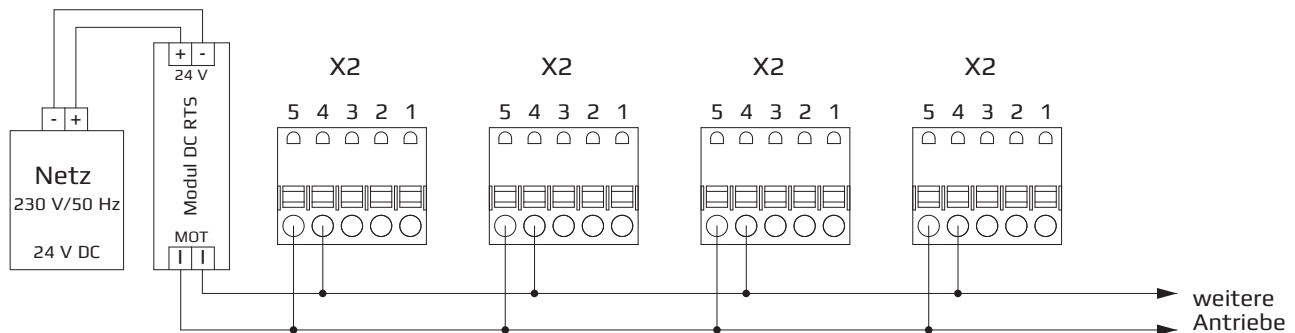 + -
24 V
Modul DC RTS
MOT
I I
- +
Netz
230 V/50 Hz
24 V DC
X2
5 4 3 2 1
X2
5 4 3 2 1
X2
5 4 3 2 1
X2
5 4 3 2 1
weitere
Antriebe